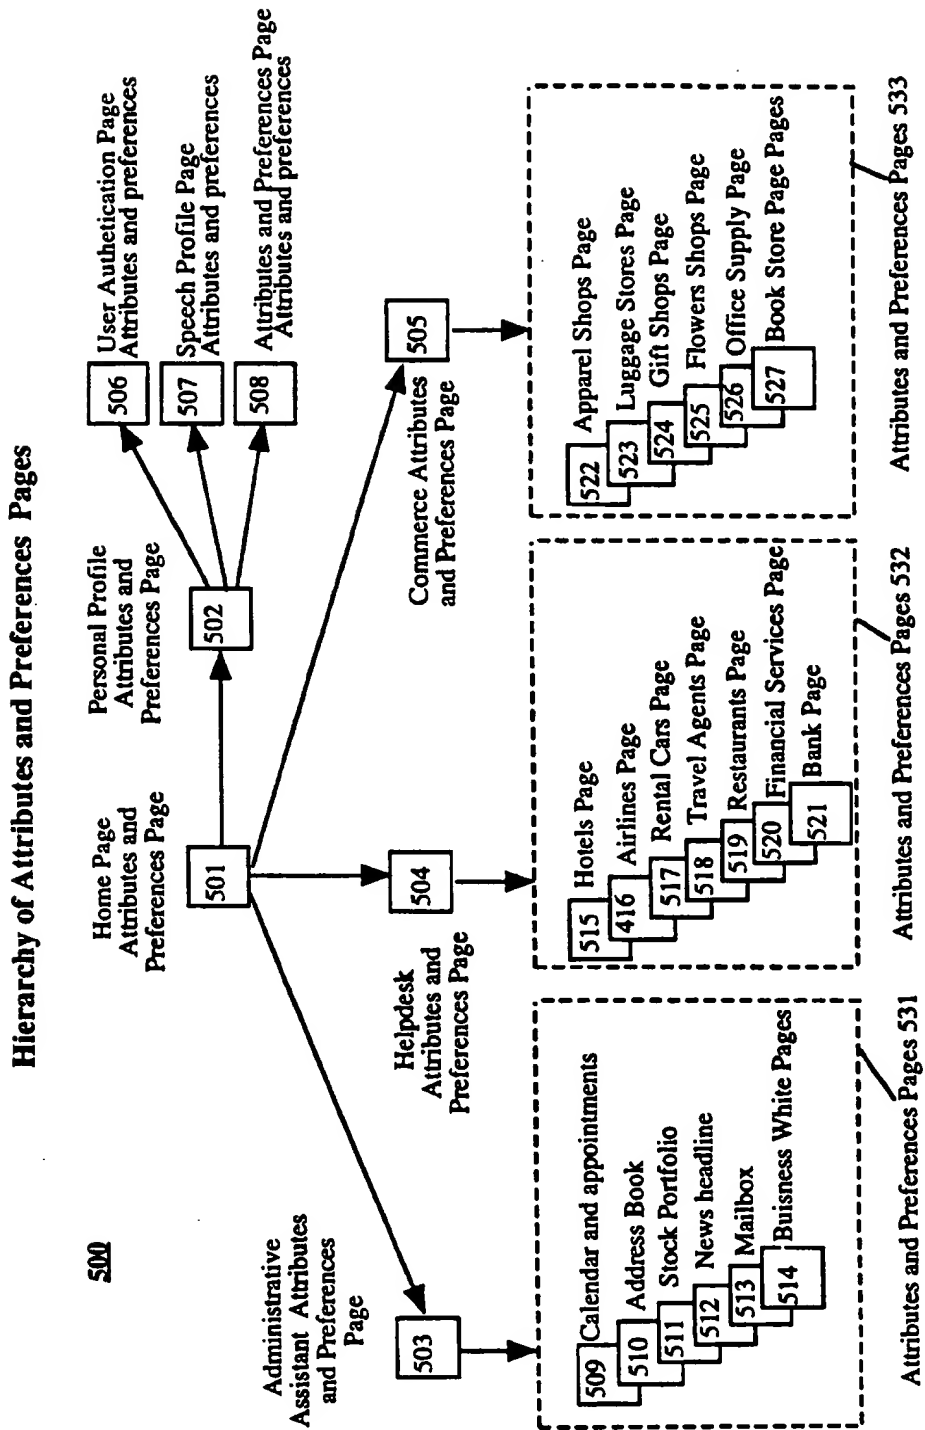 Hierarchy of Attributes and Preferences Pages
500
Home Page
Attributes and
Preferences Page
501
Personal Profile
Attributes and
Preferences Page
502
506
User Authetication Page
Attributes and preferences
507
Speech Profile Page
Attributes and preferences
508
Attributes and Preferences Page
Attributes and preferences
Administrative
Assistant Attributes
and Preferences
Page
503
Helpdesk
Attributes and
Preferences Page
504
Commerce Attributes
and Preferences Page
505
509
Calendar and appointments
510
Address Book
511
Stock Portfolio
512
News headline
513
Mailbox
514
Buisness White Pages
Attributes and Preferences Pages 531
515
Hotels Page
416
Airlines Page
517
Rental Cars Page
518
Travel Agents Page
519
Restaurants Page
520
Financial Services Page
521
Bank Page
Attributes and Preferences Pages 532
522
Apparel Shops Page
523
Luggage Stores Page
524
Gift Shops Page
525
Flowers Shops Page
526
Office Supply Page
527
Book Store Page Pages
Attributes and Preferences Pages 533